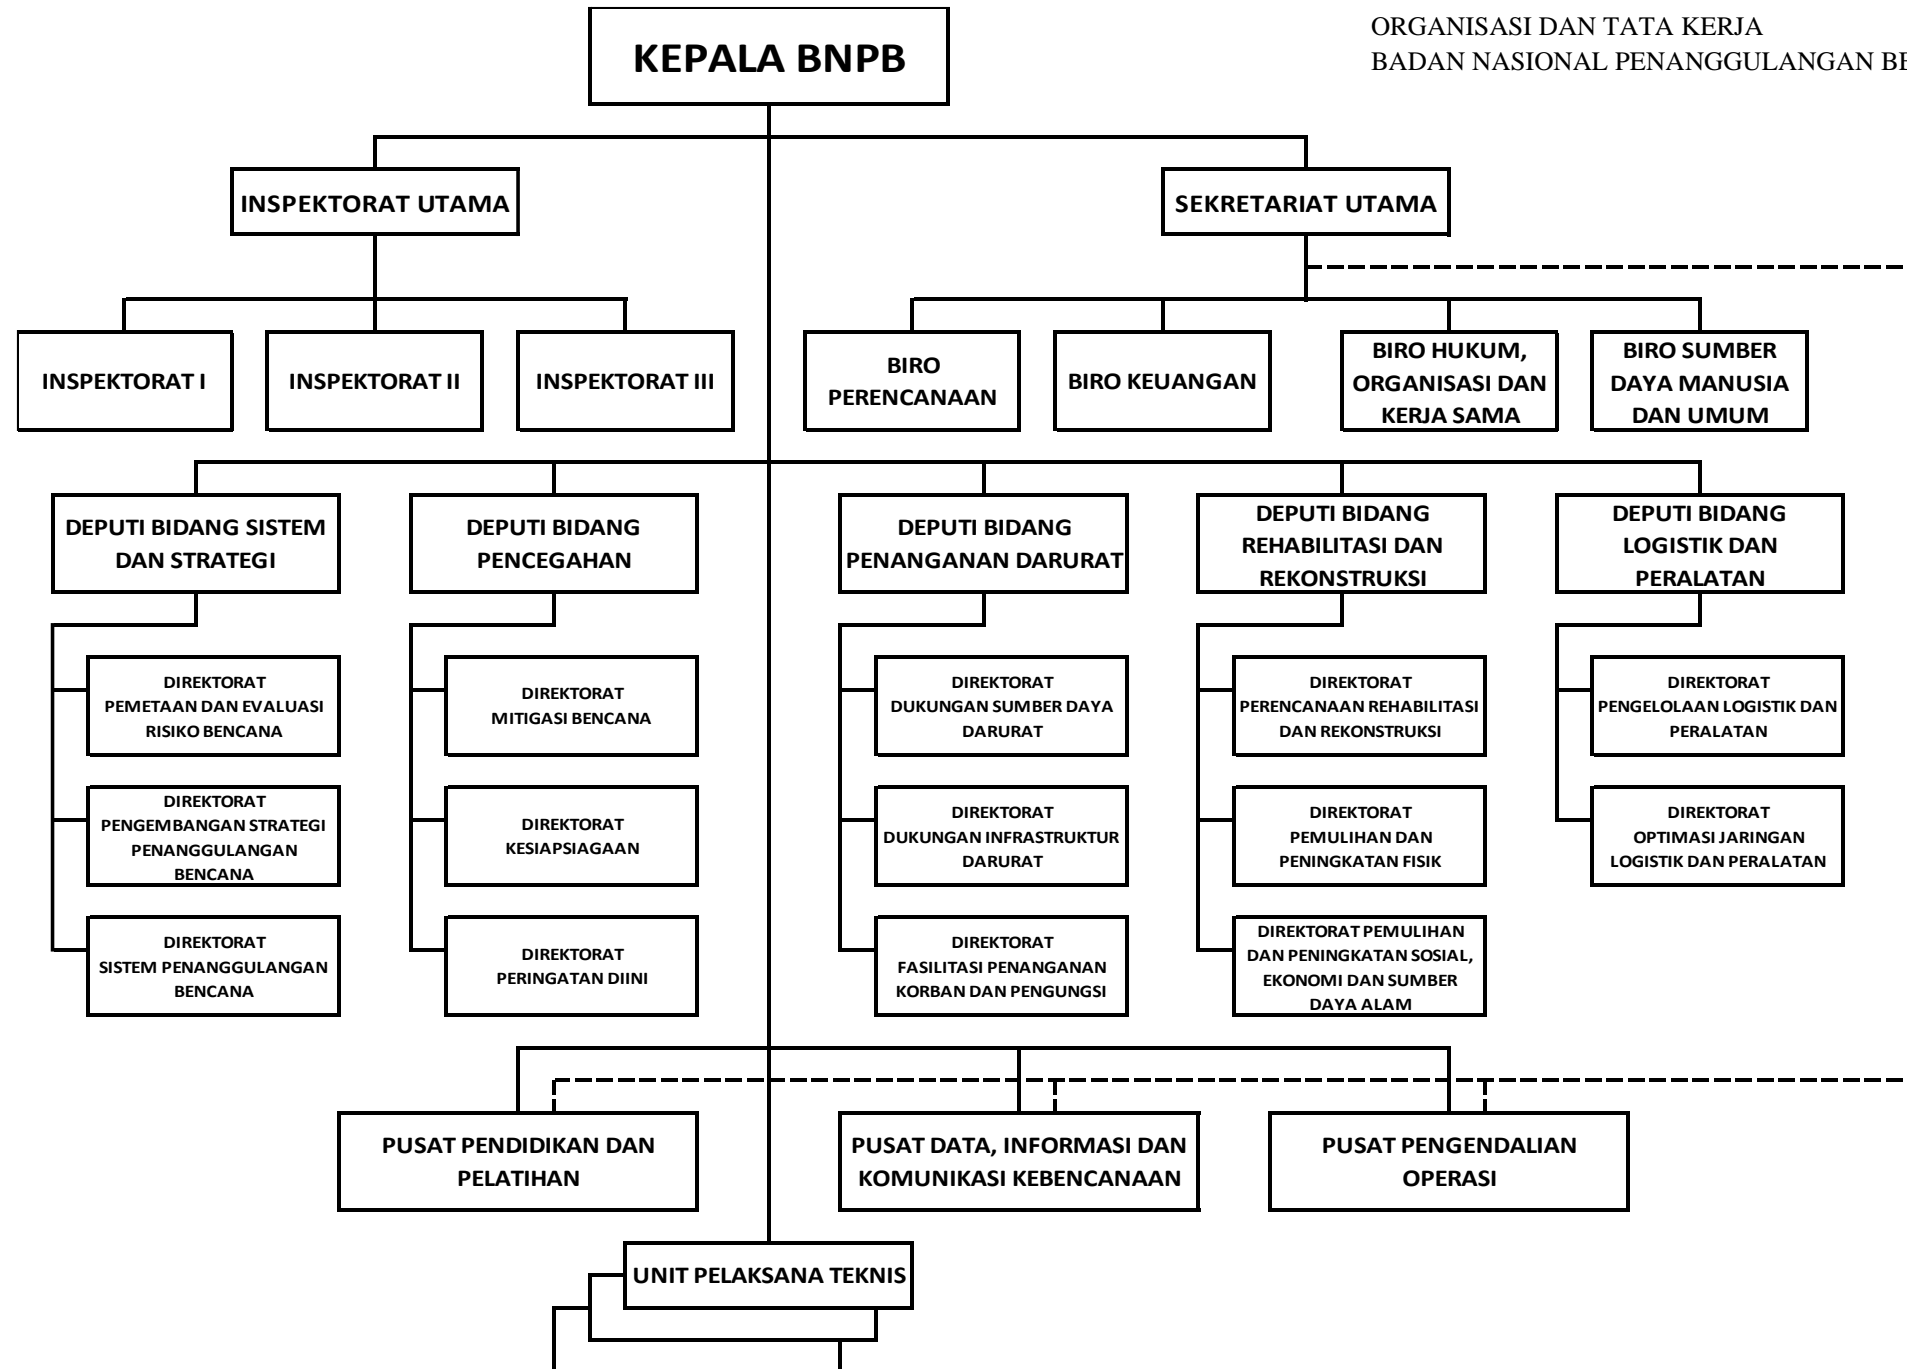 ORGANISASI DAN TATA KERJA
BADAN NASIONAL PENANGGULANGAN
KEPALA BNPB
INSPEKTORAT UTAMA
SEKRETARIAT UTAMA
INSPEKTORAT I
INSPEKTORAT II
INSPEKTORAT III
BIRO
PERENCANAAN
BIRO KEUANGAN
BIRO HUKUM,
ORGANISASI DAN
KERJA SAMA
BIRO SUMBER
DAYA MANUSIA
DAN UMUM
DEPUTI BIDANG SISTEM
DAN STRATEGI
DEPUTI BIDANG
PENCEGAHAN
DEPUTI BIDANG
PENANGANAN DARURAT
DEPUTI BIDANG
REHABILITASI DAN
REKONSTRUKSI
DEPUTI BIDANG
LOGISTIK DAN
PERALATAN
DIREKTORAT
PEMETAAN DAN EVALUASI
RISIKO BENCANA
DIREKTORAT
MITIGASI BENCANA
DIREKTORAT
DUKUNGAN SUMBER DAYA
DARURAT
DIREKTORAT
PERENCANAAN REHABILITASI
DAN REKONSTRUKSI
DIREKTORAT
PENGELOLAAN LOGISTIK DAN
PERALATAN
DIREKTORAT
PENGEMBANGAN STRATEGI
PENANGGULANGAN
BENCANA
DIREKTORAT
KESIAPSIAGAAN
DIREKTORAT
DUKUNGAN INFRASTRUKTUR
DARURAT
DIREKTORAT
PEMULIHAN DAN
PENINGKATAN FISIK
DIREKTORAT
OPTIMASI JARINGAN
LOGISTIK DAN PERALATAN
DIREKTORAT
SISTEM PENANGGULANGAN
BENCANA
DIREKTORAT
PERINGATAN DIINI
DIREKTORAT
FASILITASI PENANGANAN
KORBAN DAN PENGUNGSI
DIREKTORAT PEMULIHAN
DAN PENINGKATAN SOSIAL,
EKONOMI DAN SUMBER
DAYA ALAM
PUSAT PENDIDIKAN DAN
PELATIHAN
PUSAT DATA, INFORMASI DAN
KOMUNIKASI KEBENCANAAN
PUSAT PENGENDALIAN
OPERASI
UNIT PELAKSANA TEKNIS